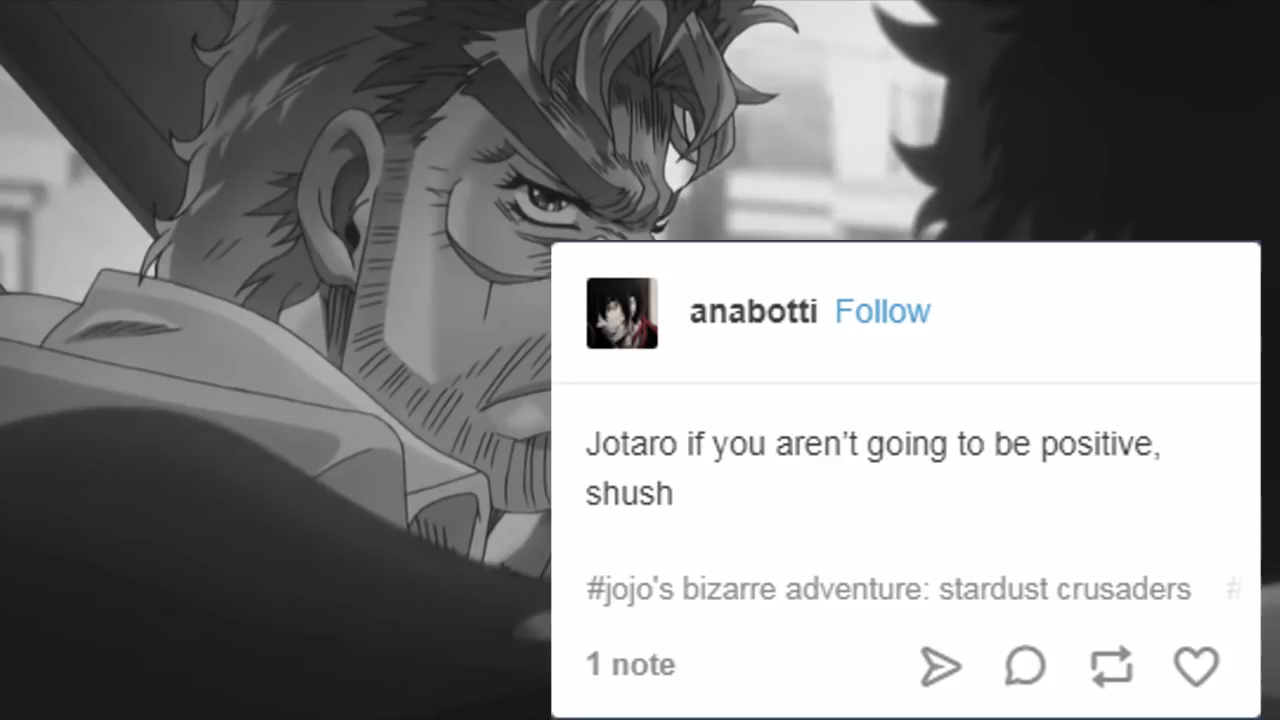 anabotti Follow
Jotaro if you aren’t going to be positive,
shush
#jojo's bizarre adventure: stardust crusaders #
1 note